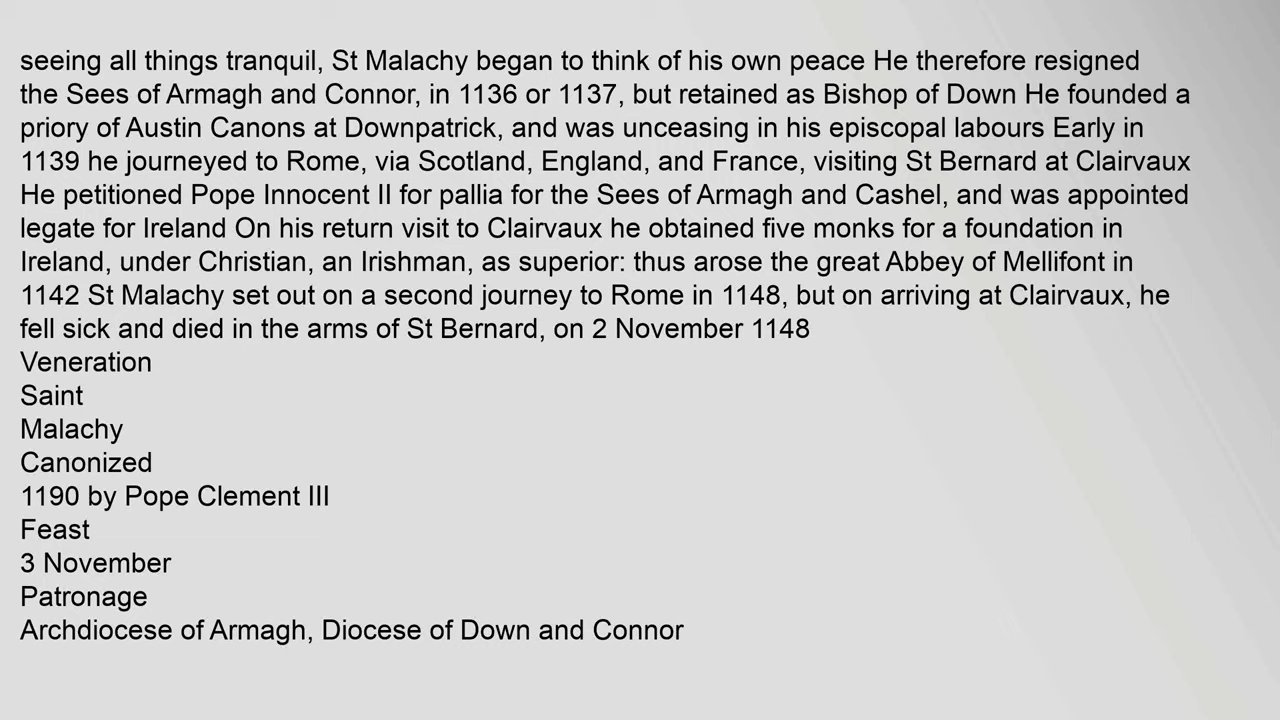 seeing all things tranquil, St Malachy began to think of his own peace He therefore resigned
the Sees of Armagh and Connor, in 1136 or 1137, but retained as Bishop of Down He founded a
priory of Austin Canons at Downpatrick, and was unceasing in his episcopal labours Early in
1139 he journeyed to Rome, via Scotland, England, and France, visiting St Bernard at Clairvaux
He petitioned Pope Innocent II for pallia for the Sees of Armagh and Cashel, and was appointed
legate for Ireland On his return visit to Clairvaux he obtained five monks for a foundation in
Ireland, under Christian, an Irishman, as superior: thus arose the great Abbey of Mellifont in
1142 St Malachy set out on a second journey to Rome in 1148, but on arriving at Clairvaux, he
fell sick and died in the arms of St Bernard, on 2 November 1148
Veneration
Saint
Malachy
Canonized
1190 by Pope Clement III
Feast
3 November
Patronage
Archdiocese of Armagh, Diocese of Down and Connor